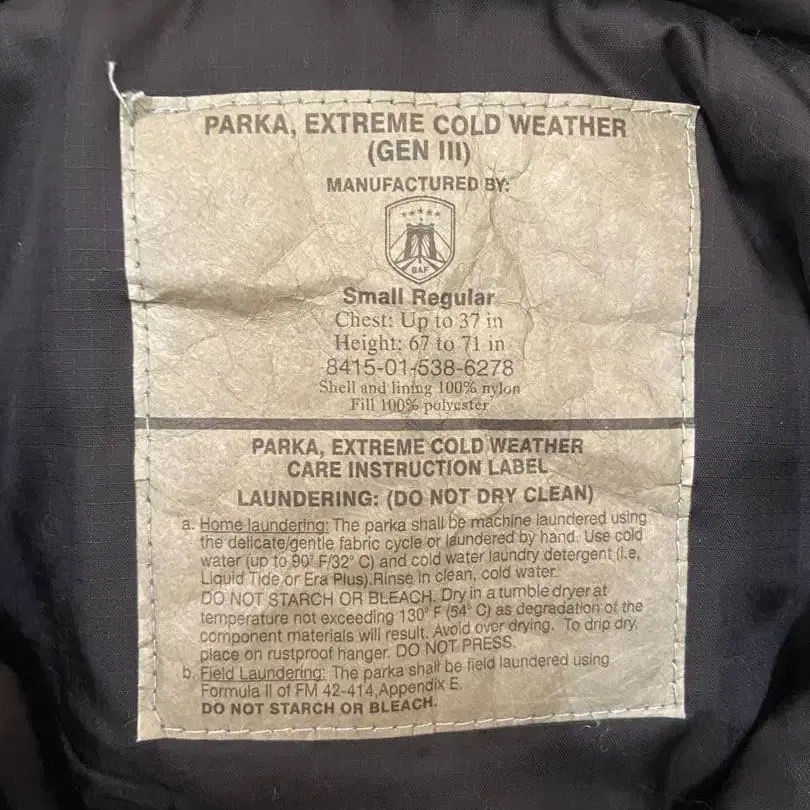 PARKA, EXTREME COLD WEATHER
(GEN III)
MANUFACTURED BY:
BAF
Small Regular
Chest: Up to 37 in
Height: 67 to 71 in
8415-01-538-6278
Shell and lining 100% nylon
Fill 100% polyester
PARKA, EXTREME COLD WEATHER
CARE INSTRUCTION LABEL
LAUNDERING: (DO NOT DRY CLEAN)
a. Home laundering: The parka shall be machine laundered using
the delicate/gentle fabric cycle or laundered by hand. Use cold
water (up to 90° F/32° C) and cold water laundry detergent (i.e,
Liquid Tide or Era Plus).Rinse in clean, cold water.
DO NOT STARCH OR BLEACH. Dry in a tumble dryer at
temperature not exceeding 130° F (54° C) as degradation of the
component materials will result. Avoid over drying. To drip dry,
place on rustproof hanger. DO NOT PRESS.
b. Field Laundering: The parka shall be field laundered using
Formula II of FM 42-414,Appendix E.
DO NOT STARCH OR BLEACH.